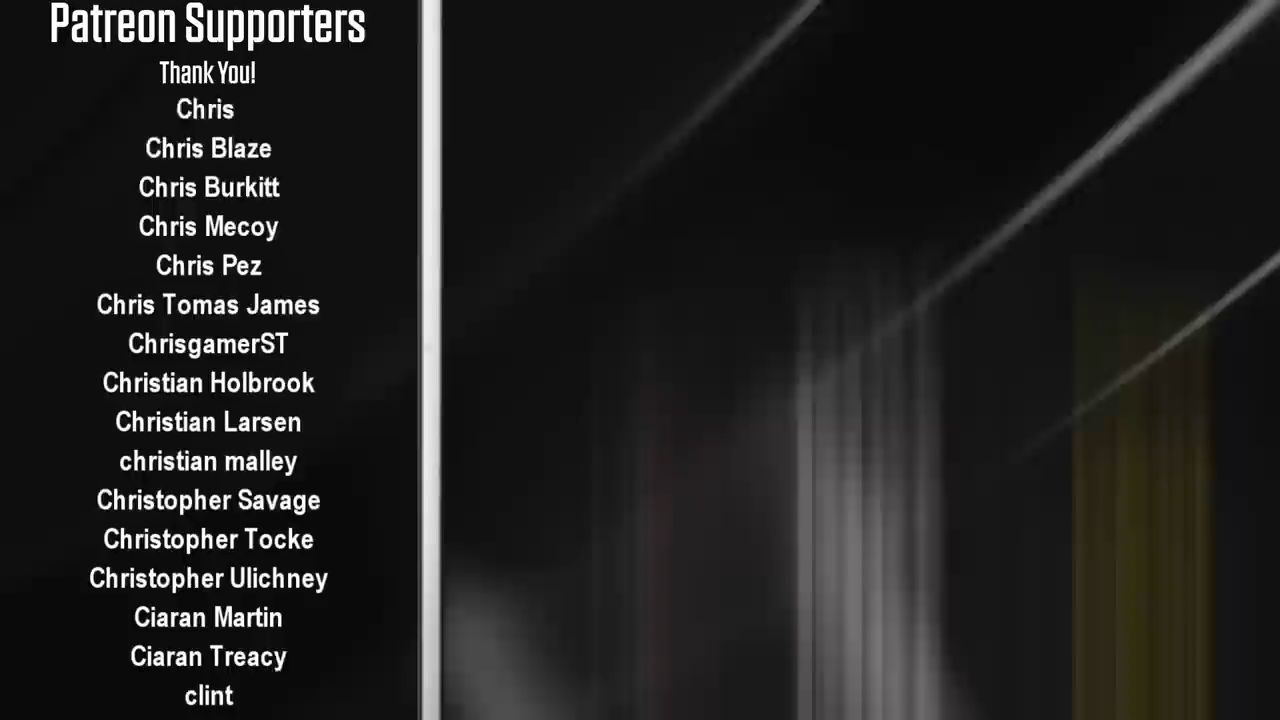 Patreon Supporters
Thank You!
Chris
Chris Blaze
Chris Burkitt
Chris Mecoy
Chris Pez
Chris Tomas James
ChrisgamerST
Christian Holbrook
Christian Larsen
christian malley
Christopher Savage
Christopher Tocke
Christopher Ulichney
Ciaran Martin
Ciaran Treacy
clint